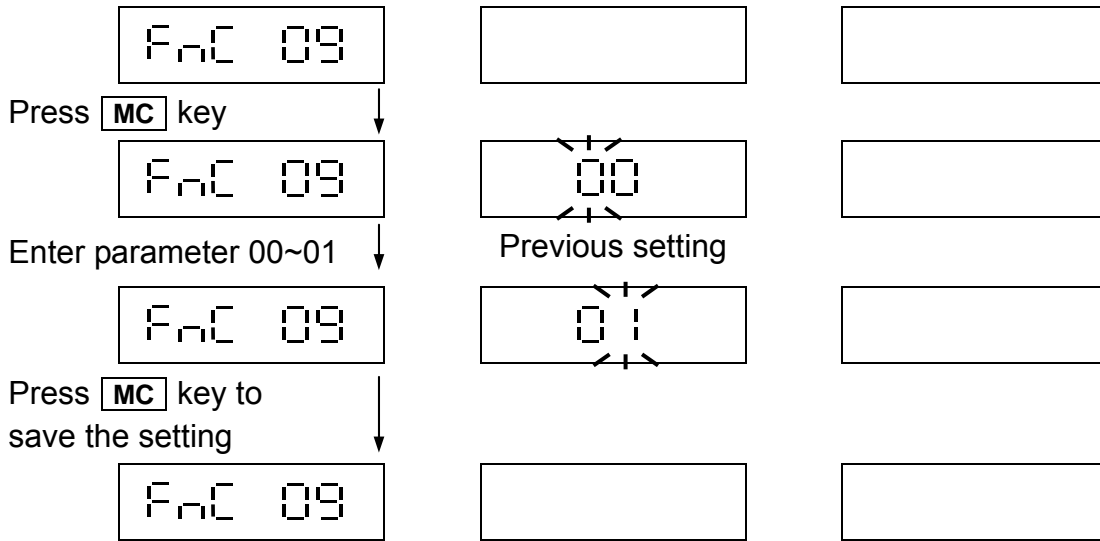 FnC 09
Press MC key
FnC 09 00
Enter parameter 00~01 Previous setting
FnC 09 01
Press MC key to
save the setting
FnC 09